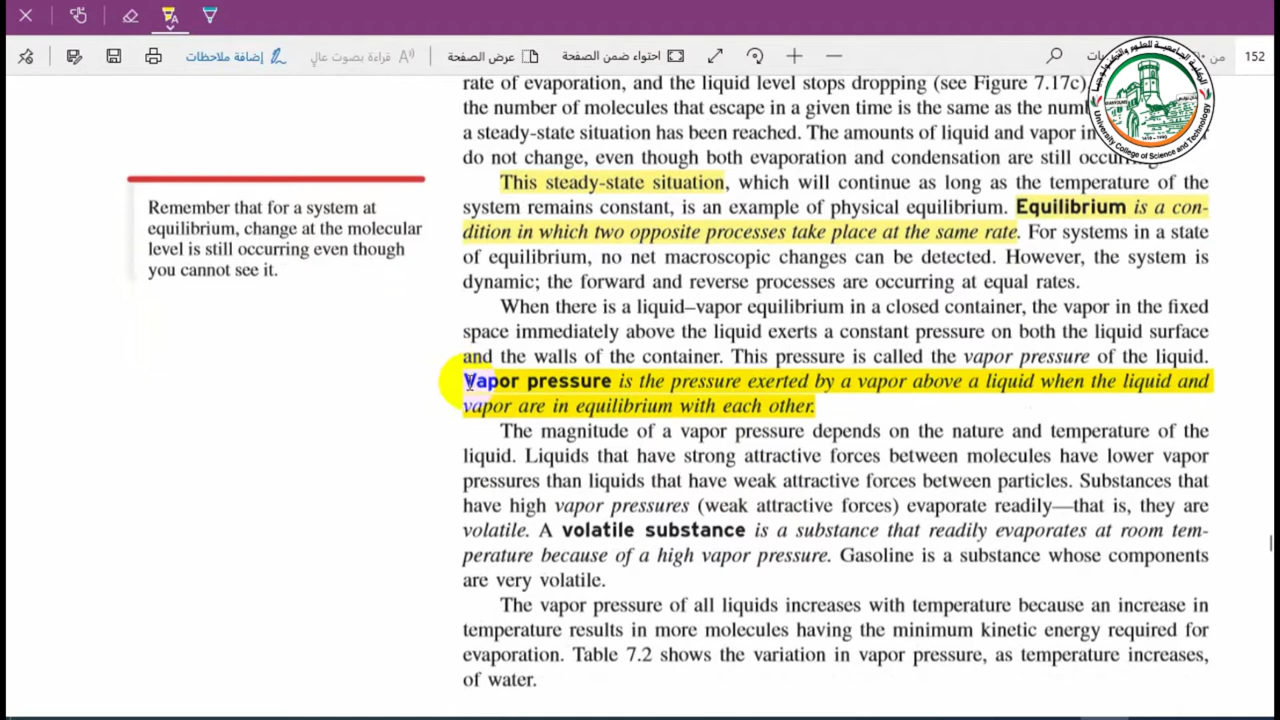 إضافة ملاحظات
قراءة بصوت عالٍ
عرض الصفحة
احتواء ضمن الصفحة
من
152
University College of Science and Technology
rate of evaporation, and the liquid level stops dropping (see Figure 7.17c).
the number of molecules that escape in a given time is the same as the
a steady-state situation has been reached. The amounts of liquid and vapor in
do not change, even though both evaporation and condensation are still
This steady-state situation, which will continue as long as the temperature of the
system remains constant, is an example of physical equilibrium. Equilibrium is a con-
dition in which two opposite processes take place at the same rate. For systems in a state
of equilibrium, no net macroscopic changes can be detected. However, the system is
dynamic; the forward and reverse processes are occurring at equal rates.
Remember that for a system at
equilibrium, change at the molecular
level is still occurring even though
you cannot see it.
When there is a liquid–vapor equilibrium in a closed container, the vapor in the fixed
space immediately above the liquid exerts a constant pressure on both the liquid surface
and the walls of the container. This pressure is called the vapor pressure of the liquid.
Vapor pressure is the pressure exerted by a vapor above a liquid when the liquid and
vapor are in equilibrium with each other.
The magnitude of a vapor pressure depends on the nature and temperature of the
liquid. Liquids that have strong attractive forces between molecules have lower vapor
pressures than liquids that have weak attractive forces between particles. Substances that
have high vapor pressures (weak attractive forces) evaporate readily—that is, they are
volatile. A volatile substance is a substance that readily evaporates at room tem-
perature because of a high vapor pressure. Gasoline is a substance whose components
are very volatile.
The vapor pressure of all liquids increases with temperature because an increase in
temperature results in more molecules having the minimum kinetic energy required for
evaporation. Table 7.2 shows the variation in vapor pressure, as temperature increases,
of water.